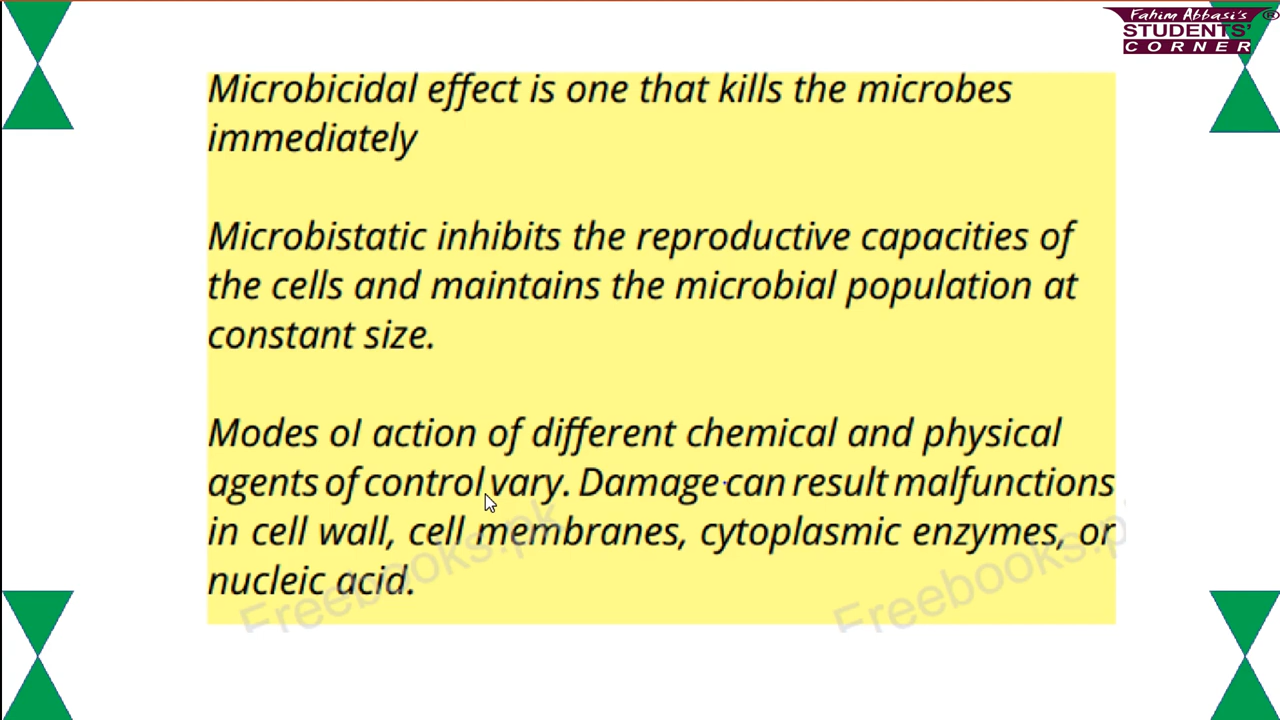 Fahim Abbasi's
STUDENTS'
CORNER
®
Microbicidal effect is one that kills the microbes
immediately
Microbistatic inhibits the reproductive capacities of
the cells and maintains the microbial population at
constant size.
Modes oI action of different chemical and physical
agents of control vary. Damage can result malfunctions
in cell wall, cell membranes, cytoplasmic enzymes, or
nucleic acid.
Freebooks.pk
Freebooks.p